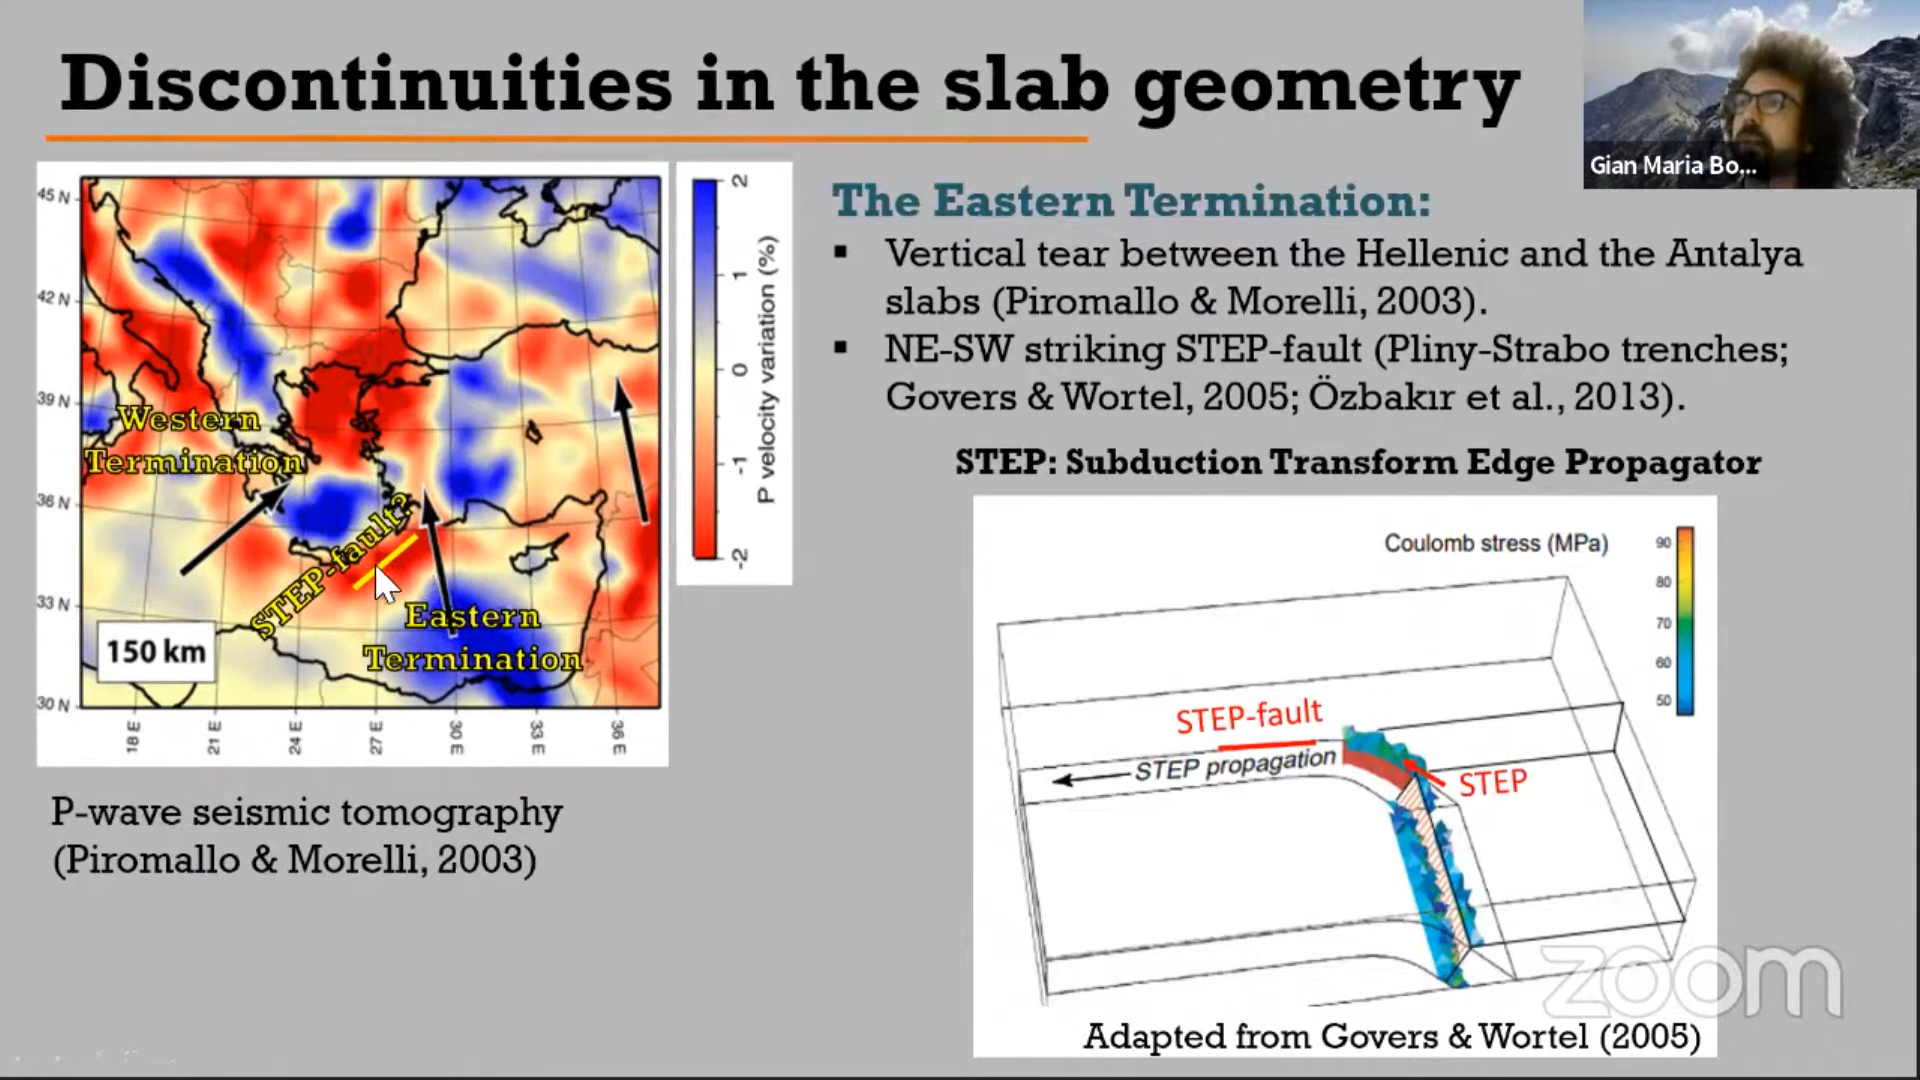 Discontinuities in the slab geometry
Gian Maria Bo...
45 N
42 N
39 N
36 N
33 N
30 N
18 E
21 E
24 E
27 E
30 E
33 E
36 E
Western
Termination
STEP-fault?
Eastern
Termination
150 km
2
1
0
-1
-2
P velocity variation (%)
P-wave seismic tomography
(Piromallo & Morelli, 2003)
The Eastern Termination:
▪ Vertical tear between the Hellenic and the Antalya
slabs (Piromallo & Morelli, 2003).
▪ NE-SW striking STEP-fault (Pliny-Strabo trenches;
Govers & Wortel, 2005; Özbakır et al., 2013).
STEP: Subduction Transform Edge Propagator
Coulomb stress (MPa)
90
80
70
60
50
STEP-fault
STEP propagation
STEP
zoom
Adapted from Govers & Wortel (2005)